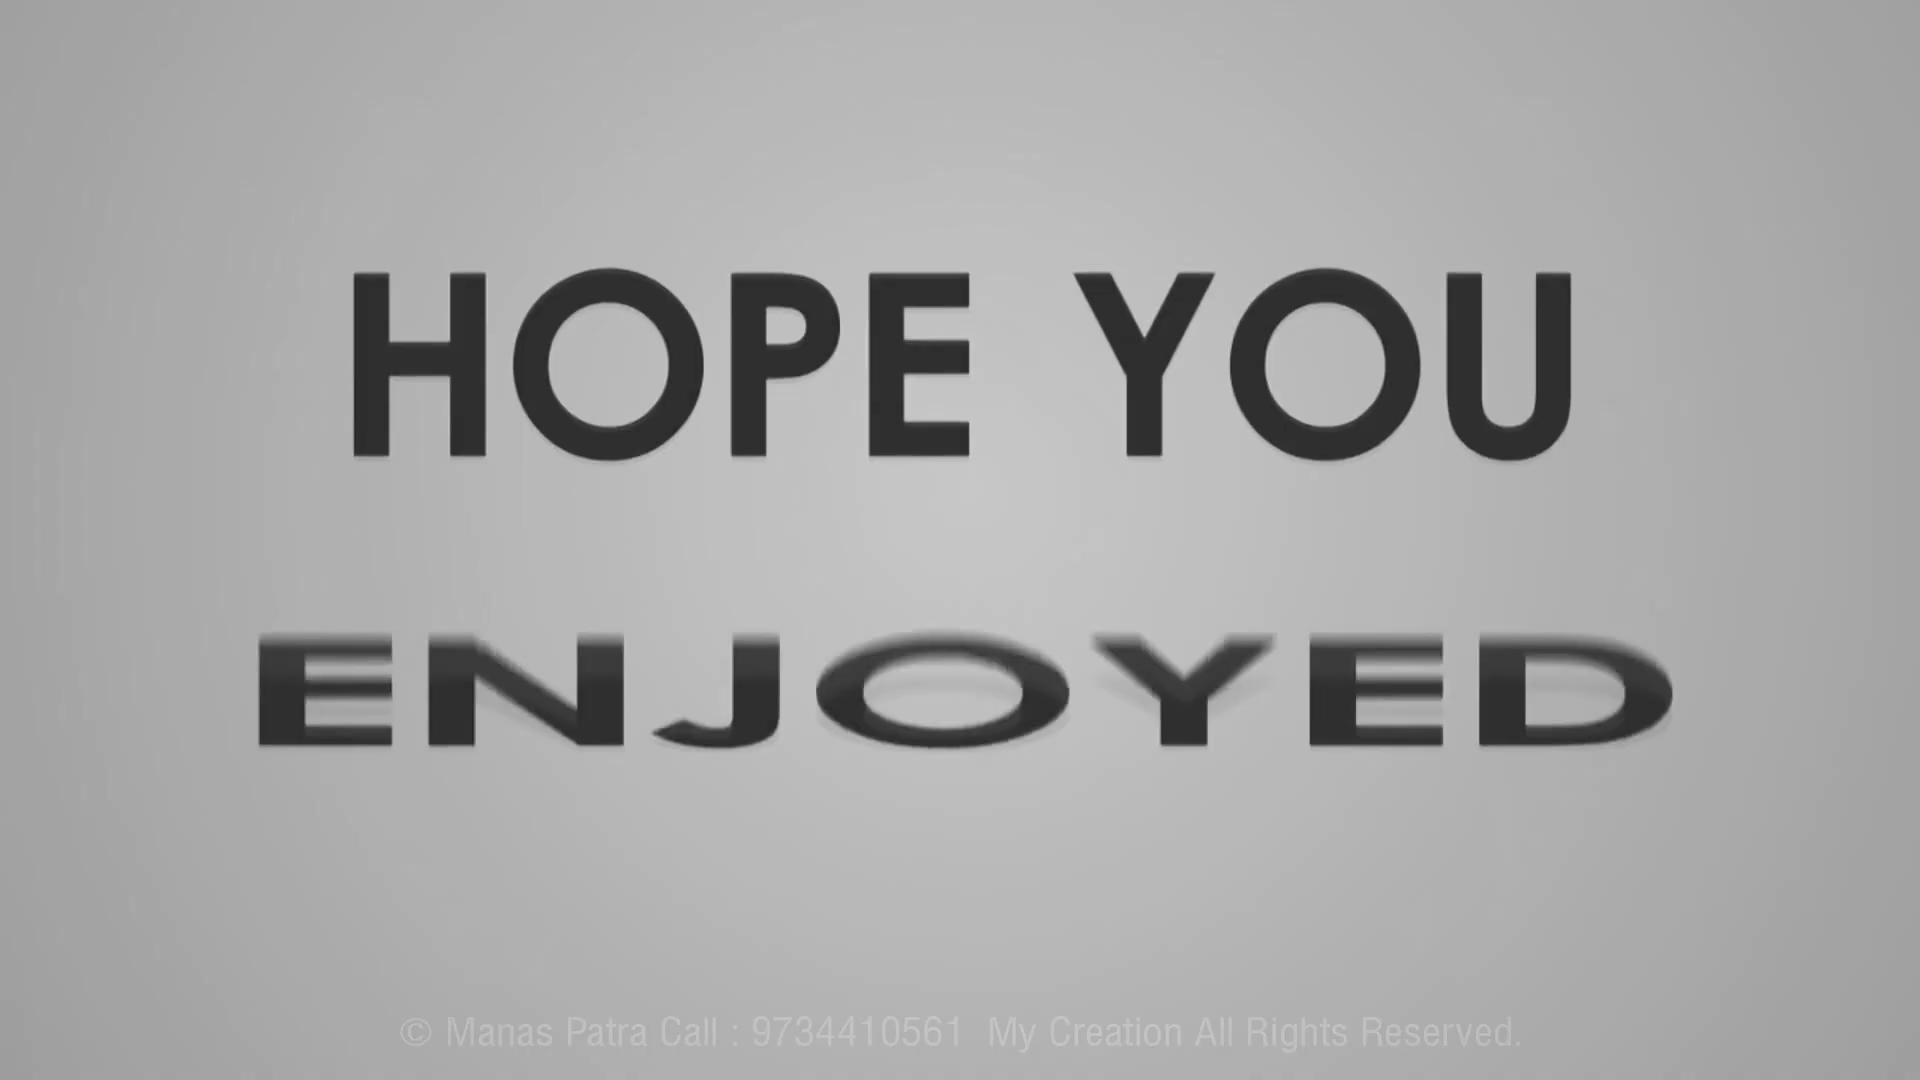 HOPE YOU
ENJOYED
© Manas Patra Call : 9734410561 My Creation All Rights Reserved.